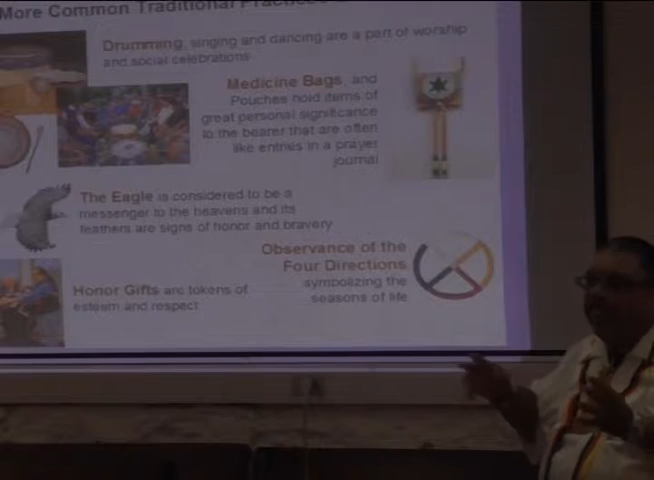 More Common Traditional Practices
Drumming, singing and dancing are a part of worship
and social celebrations
Medicine Bags, and
Pouches hold items of
great personal significance
to the bearer that are often
like entries in a prayer
journal
The Eagle is considered to be a
messenger to the heavens and its
feathers are signs of honor and bravery
Observance of the
Four Directions
symbolizing the
seasons of life
Honor Gifts are tokens of
esteem and respect